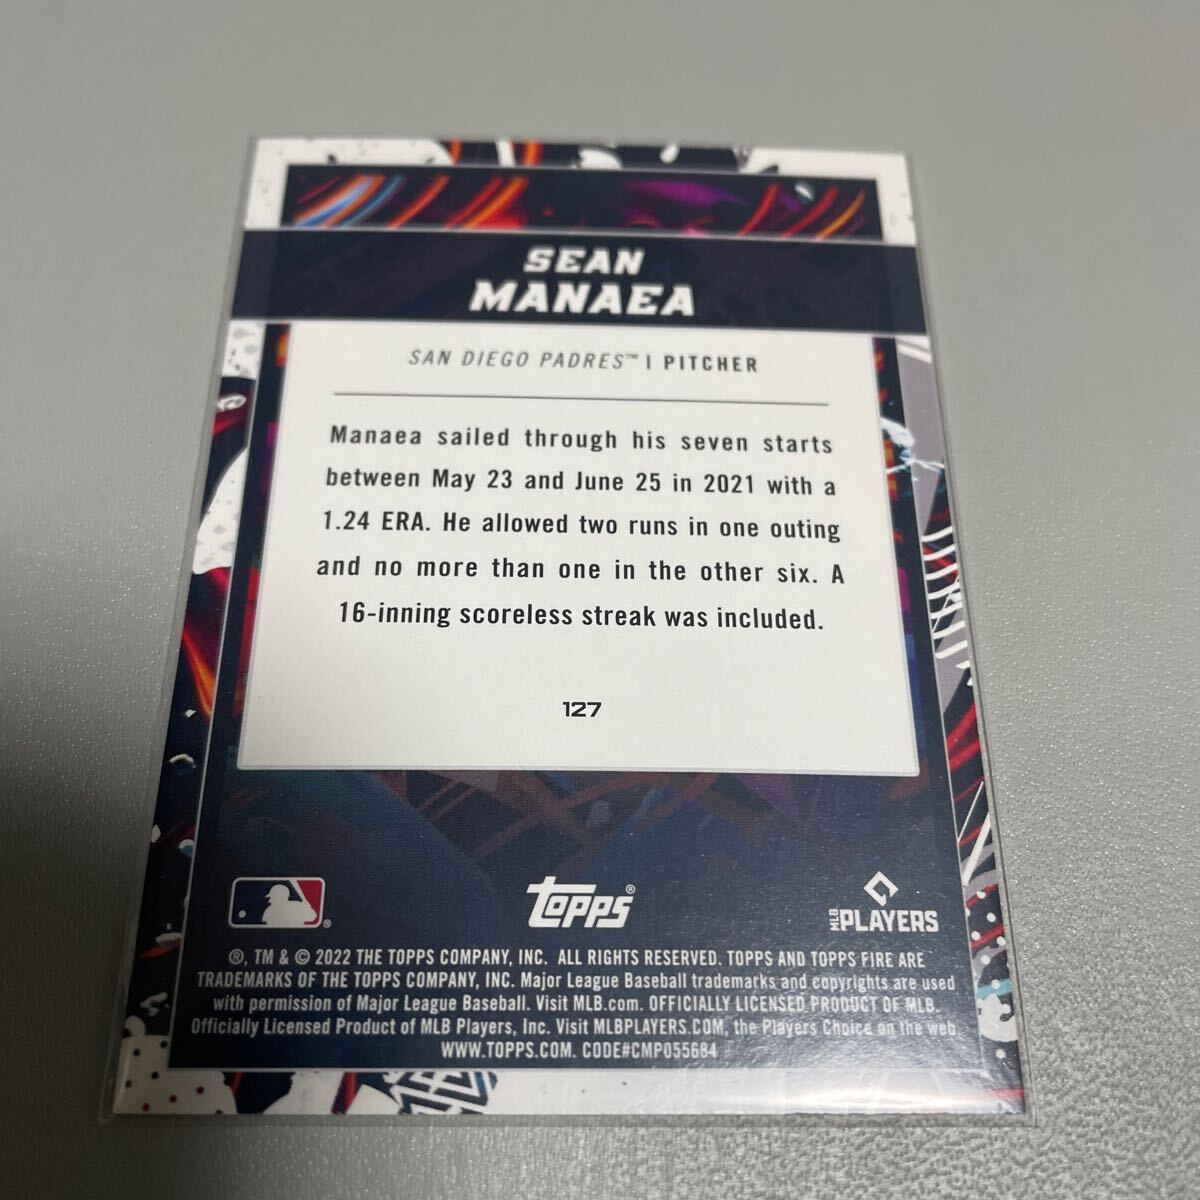 SEAN
MANAEA
SAN DIEGO PADRES™ | PITCHER
Manaea sailed through his seven starts
between May 23 and June 25 in 2021 with a
1.24 ERA. He allowed two runs in one outing
and no more than one in the other six. A
16-inning scoreless streak was included.
127
®
topps®
MLB PLAYERS
®, TM & © 2022 THE TOPPS COMPANY, INC. ALL RIGHTS RESERVED. TOPPS AND TOPPS FIRE ARE
TRADEMARKS OF THE TOPPS COMPANY, INC. Major League Baseball trademarks and copyrights are used
with permission of Major League Baseball. Visit MLB.com. OFFICIALLY LICENSED PRODUCT OF MLB.
Officially Licensed Product of MLB Players, Inc. Visit MLBPLAYERS.COM, the Players Choice on the web.
WWW.TOPPS.COM. CODE#CMP055684